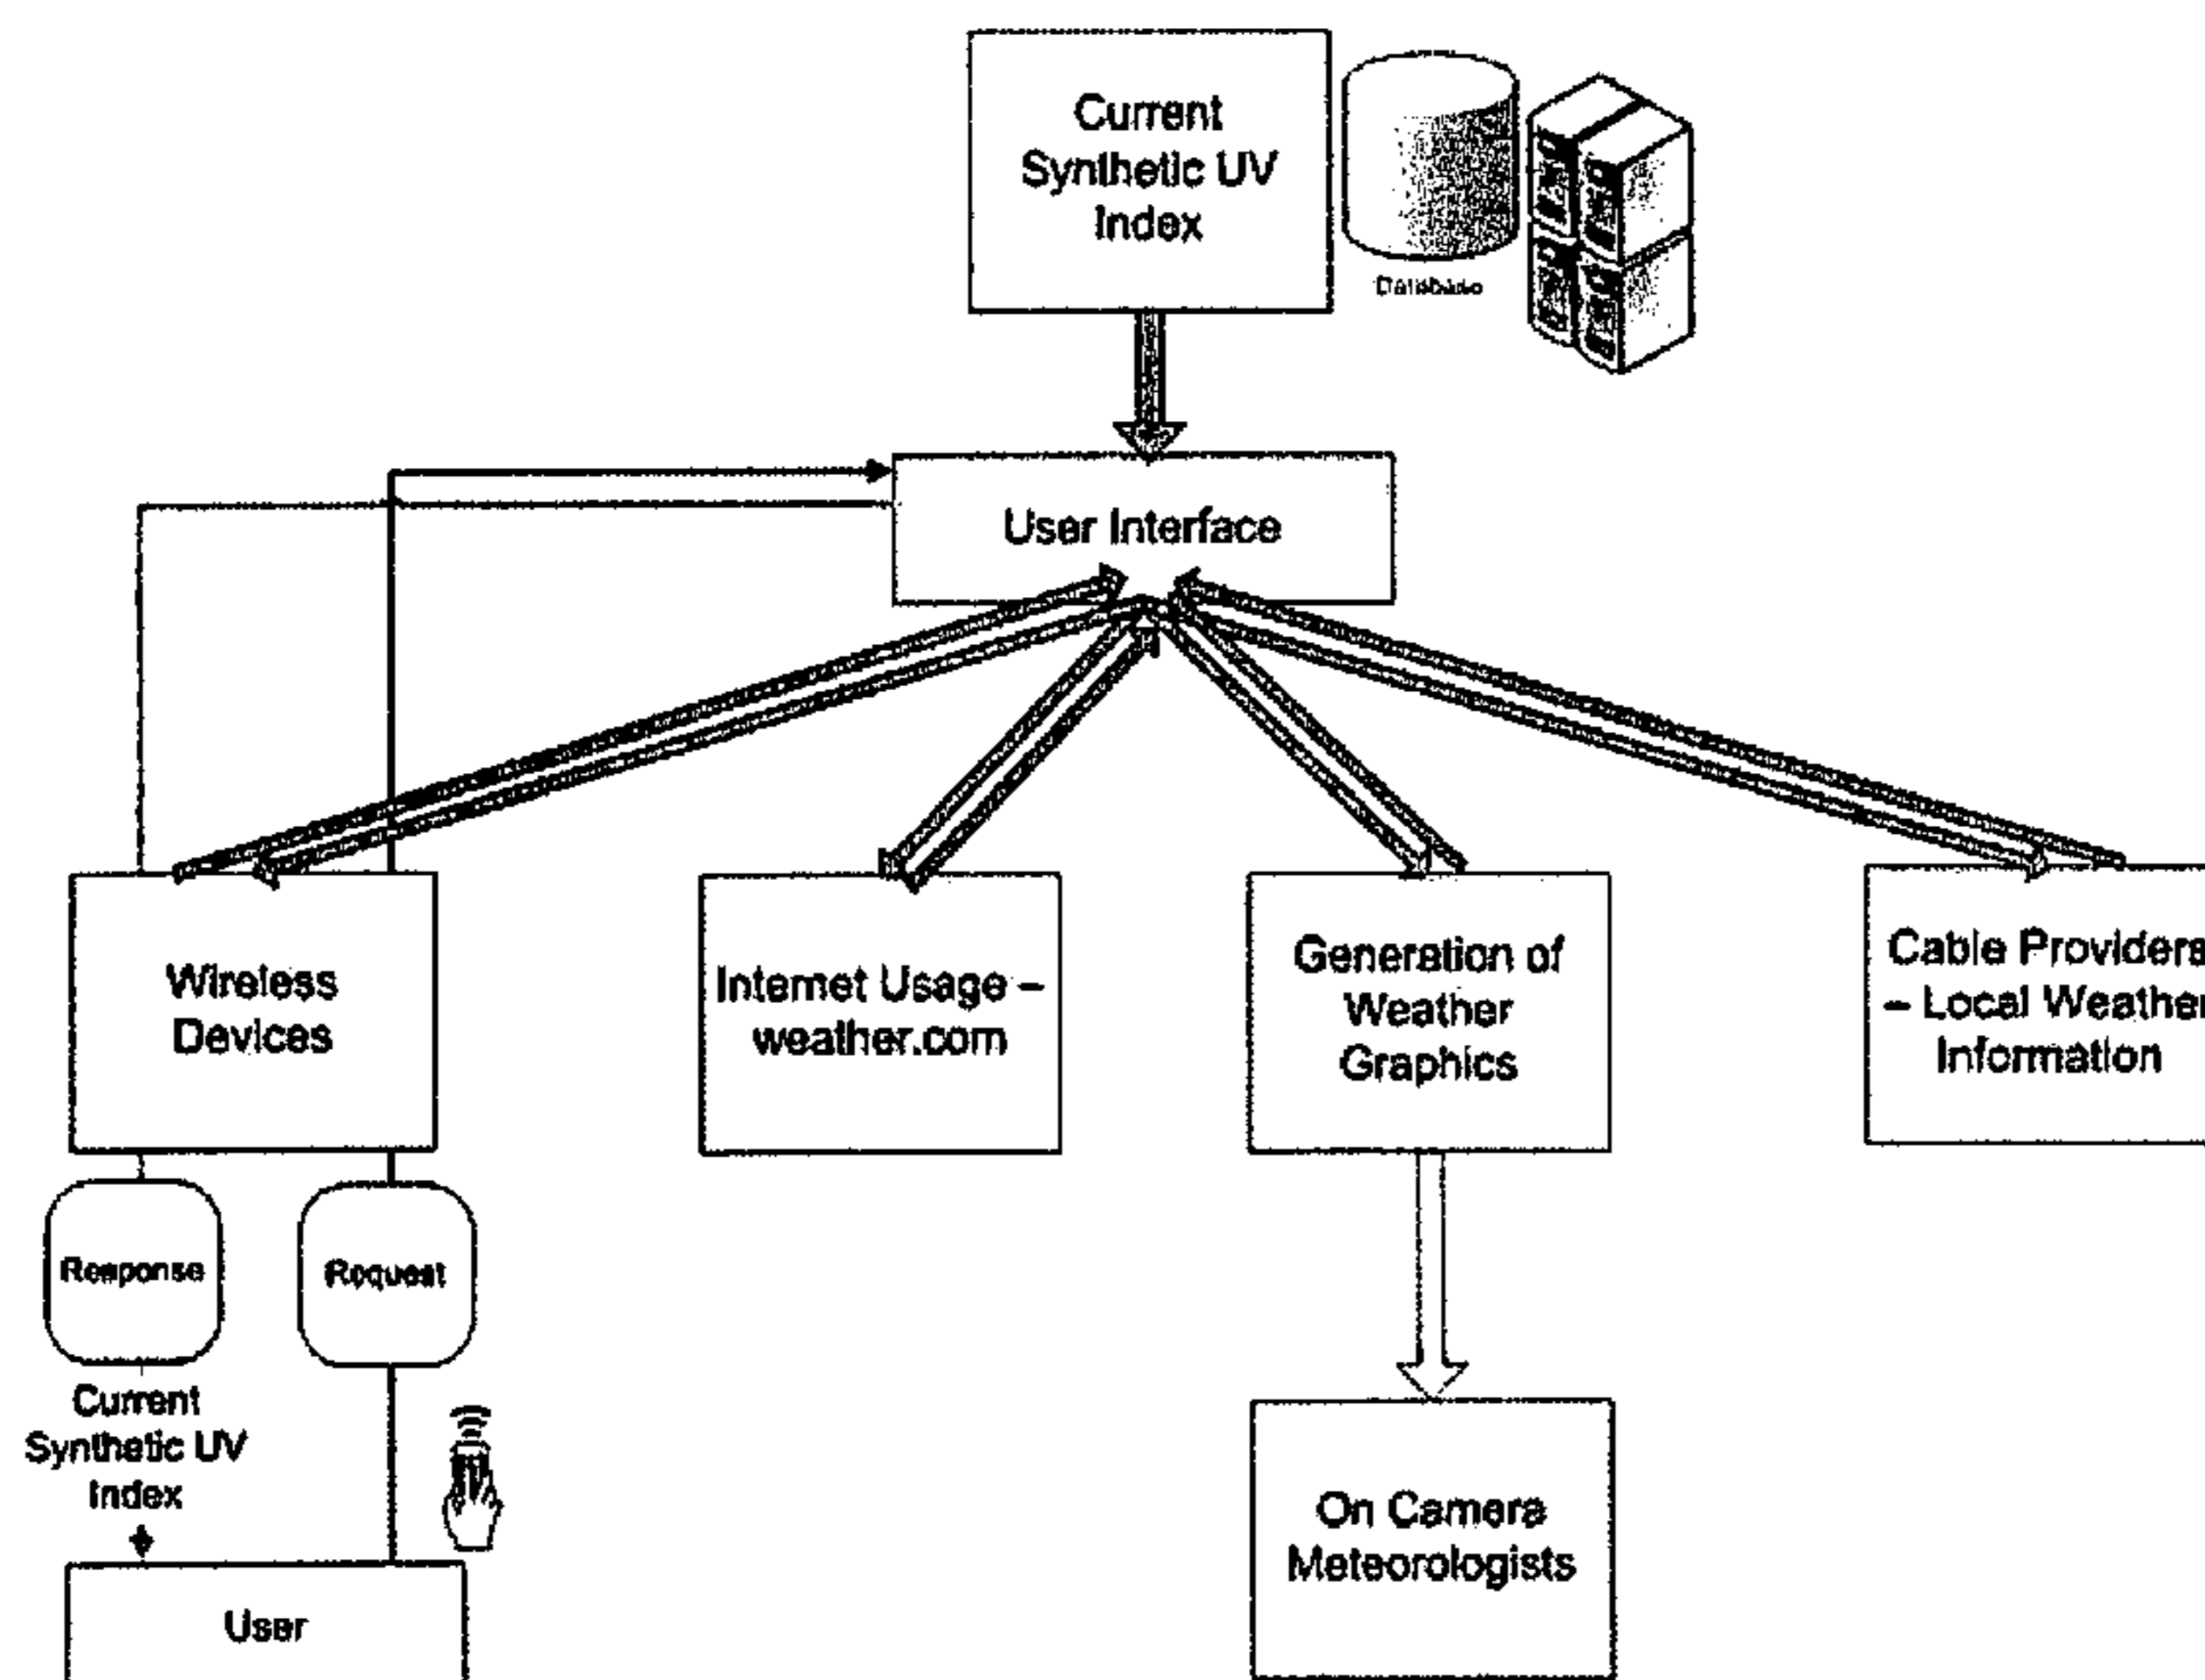 Current
Synthetic UV
Index
Database
User Interface
Wireless
Devices
Internet Usage –
weather.com
Generation of
Weather
Graphics
Cable Providers
– Local Weather
Information
Response
Request
Current
Synthetic UV
Index
On Camera
Meteorologists
User